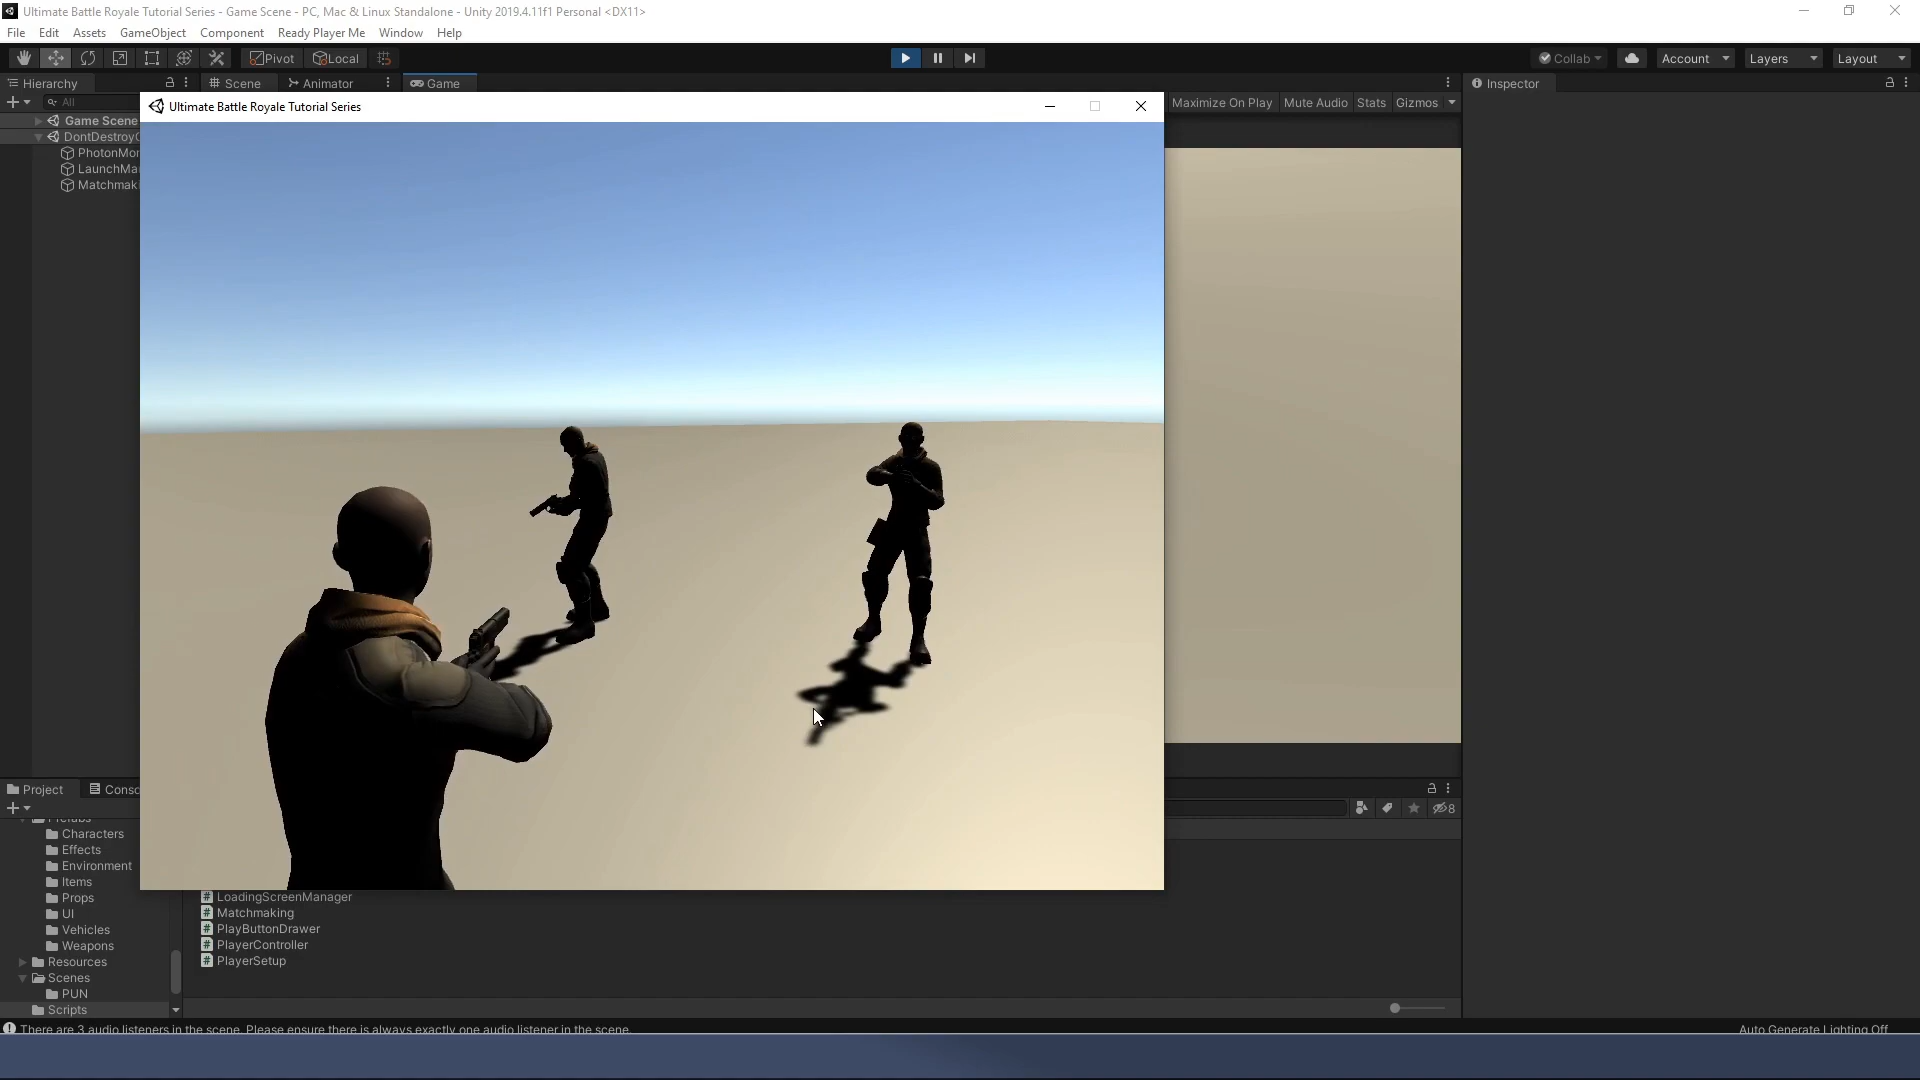 Ultimate Battle Royale Tutorial Series - Game Scene - PC, Mac & Linux Standalone - Unity 2019.4.11f1 Personal <DX11>
File Edit Assets GameObject Component Ready Player Me Window Help
Pivot Local Collab Account Layers Layout
Hierarchy Scene Animator Game Inspector
All
Ultimate Battle Royale Tutorial Series
Maximize On Play Mute Audio Stats Gizmos
Game Scene
DontDestroyO
PhotonMon
LaunchMa
Matchmaki
Project Conso
8
Prefabs
Characters
Effects
Environment
Items
Props
UI
Vehicles
Weapons
Resources
Scenes
PUN
Scripts
LoadingScreenManager
Matchmaking
PlayButtonDrawer
PlayerController
PlayerSetup
There are 3 audio listeners in the scene. Please ensure there is always exactly one audio listener in the scene.
Auto Generate Lighting Off